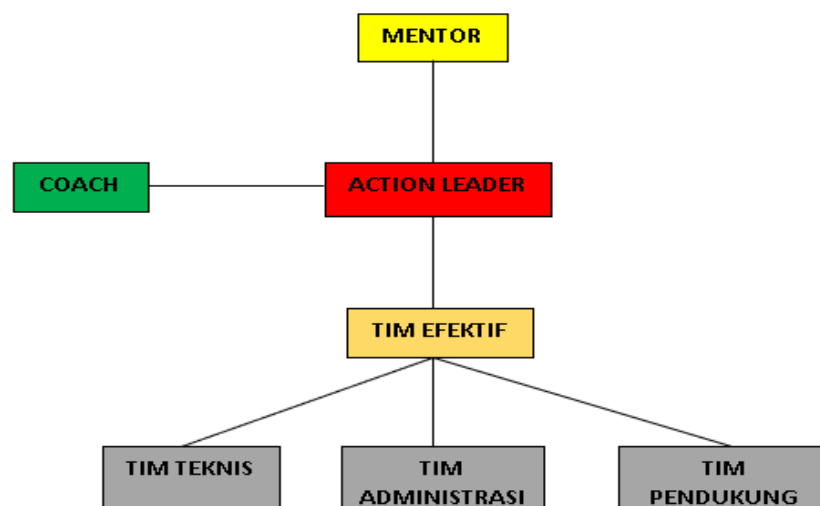 MENTOR
COACH
ACTION LEADER
TIM EFEKTIF
TIM TEKNIS
TIM
ADMINISTRASI
TIM
PENDUKUNG